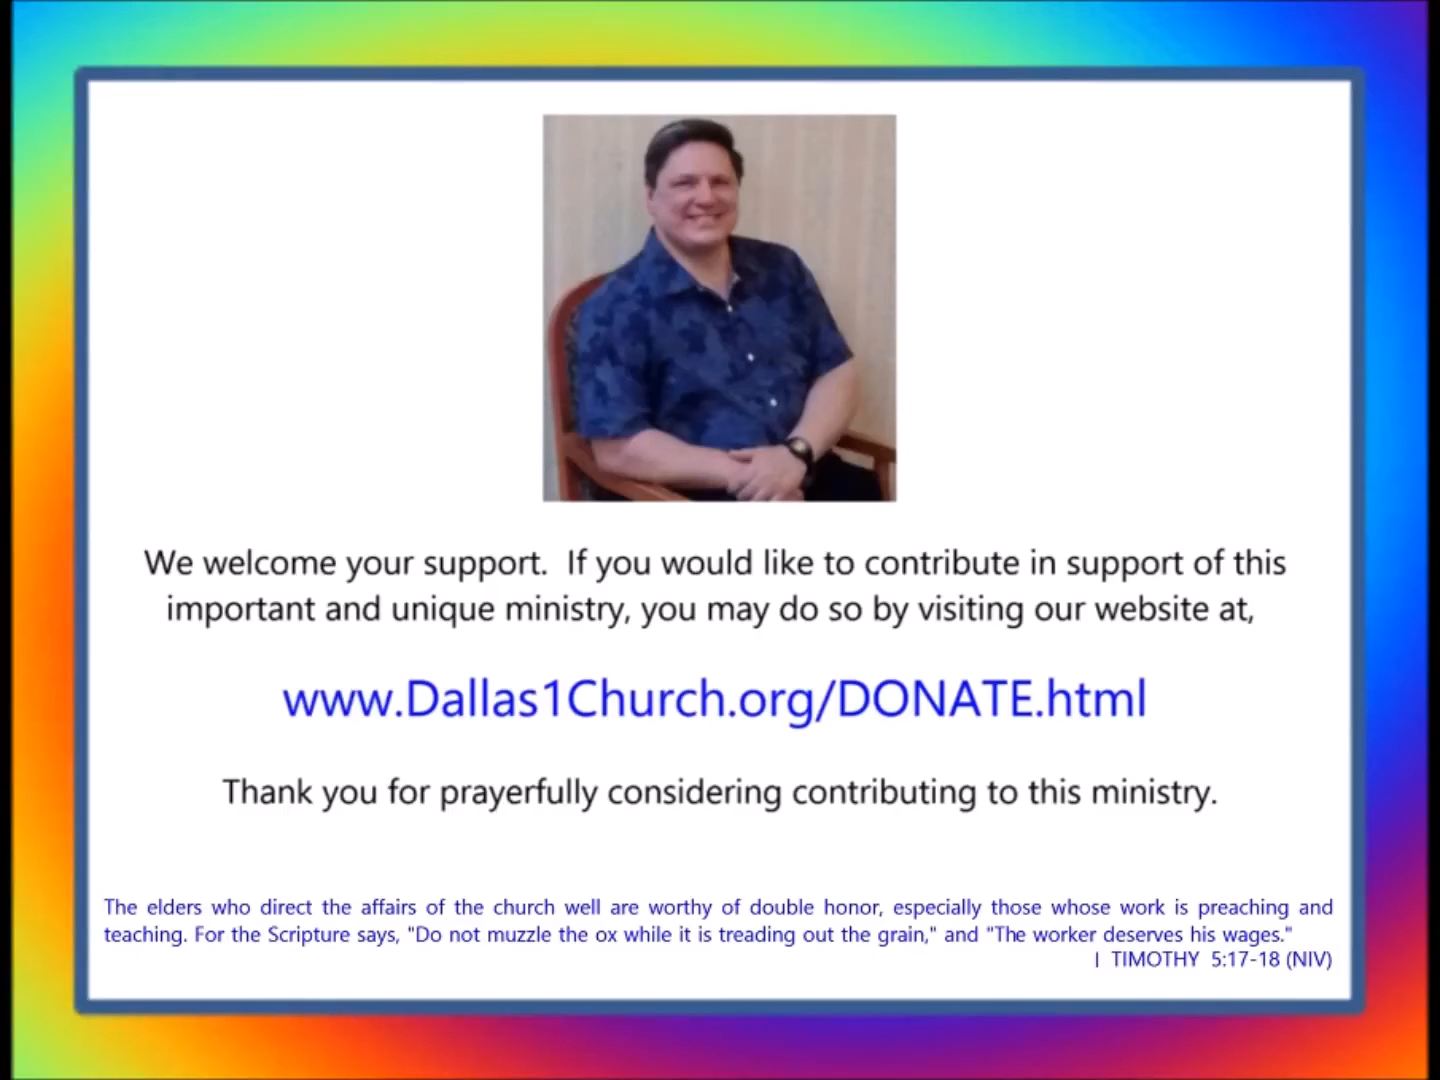 We welcome your support.  If you would like to contribute in support of this
important and unique ministry, you may do so by visiting our website at,
www.Dallas1Church.org/DONATE.html
Thank you for prayerfully considering contributing to this ministry.
The elders who direct the affairs of the church well are worthy of double honor, especially those whose work is preaching and
teaching. For the Scripture says, "Do not muzzle the ox while it is treading out the grain," and "The worker deserves his wages."
I TIMOTHY 5:17-18 (NIV)